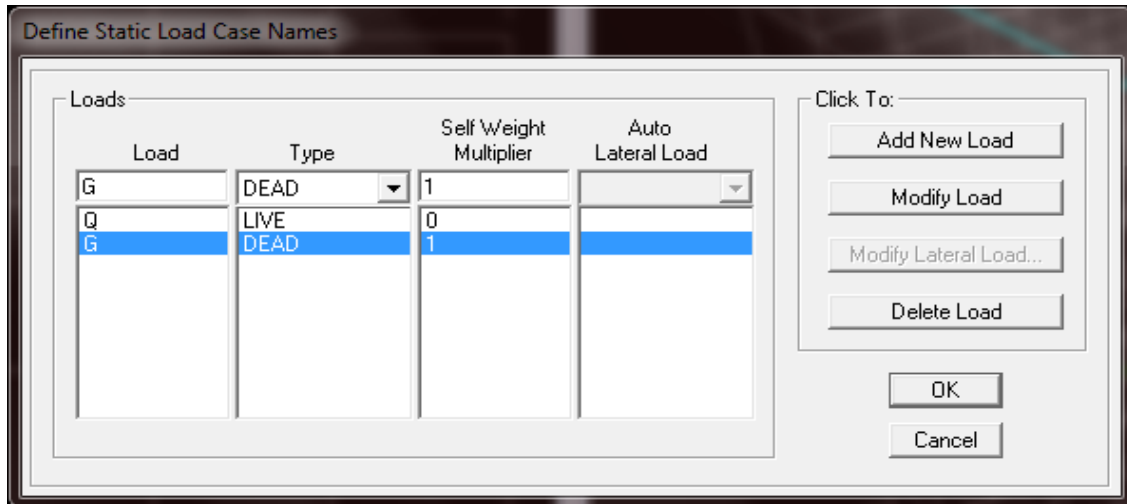 Define Static Load Case Names
Loads
Load Type Self Weight Multiplier Auto Lateral Load
G DEAD 1
Q LIVE 0
G DEAD 1
Click To:
Add New Load
Modify Load
Modify Lateral Load...
Delete Load
OK
Cancel